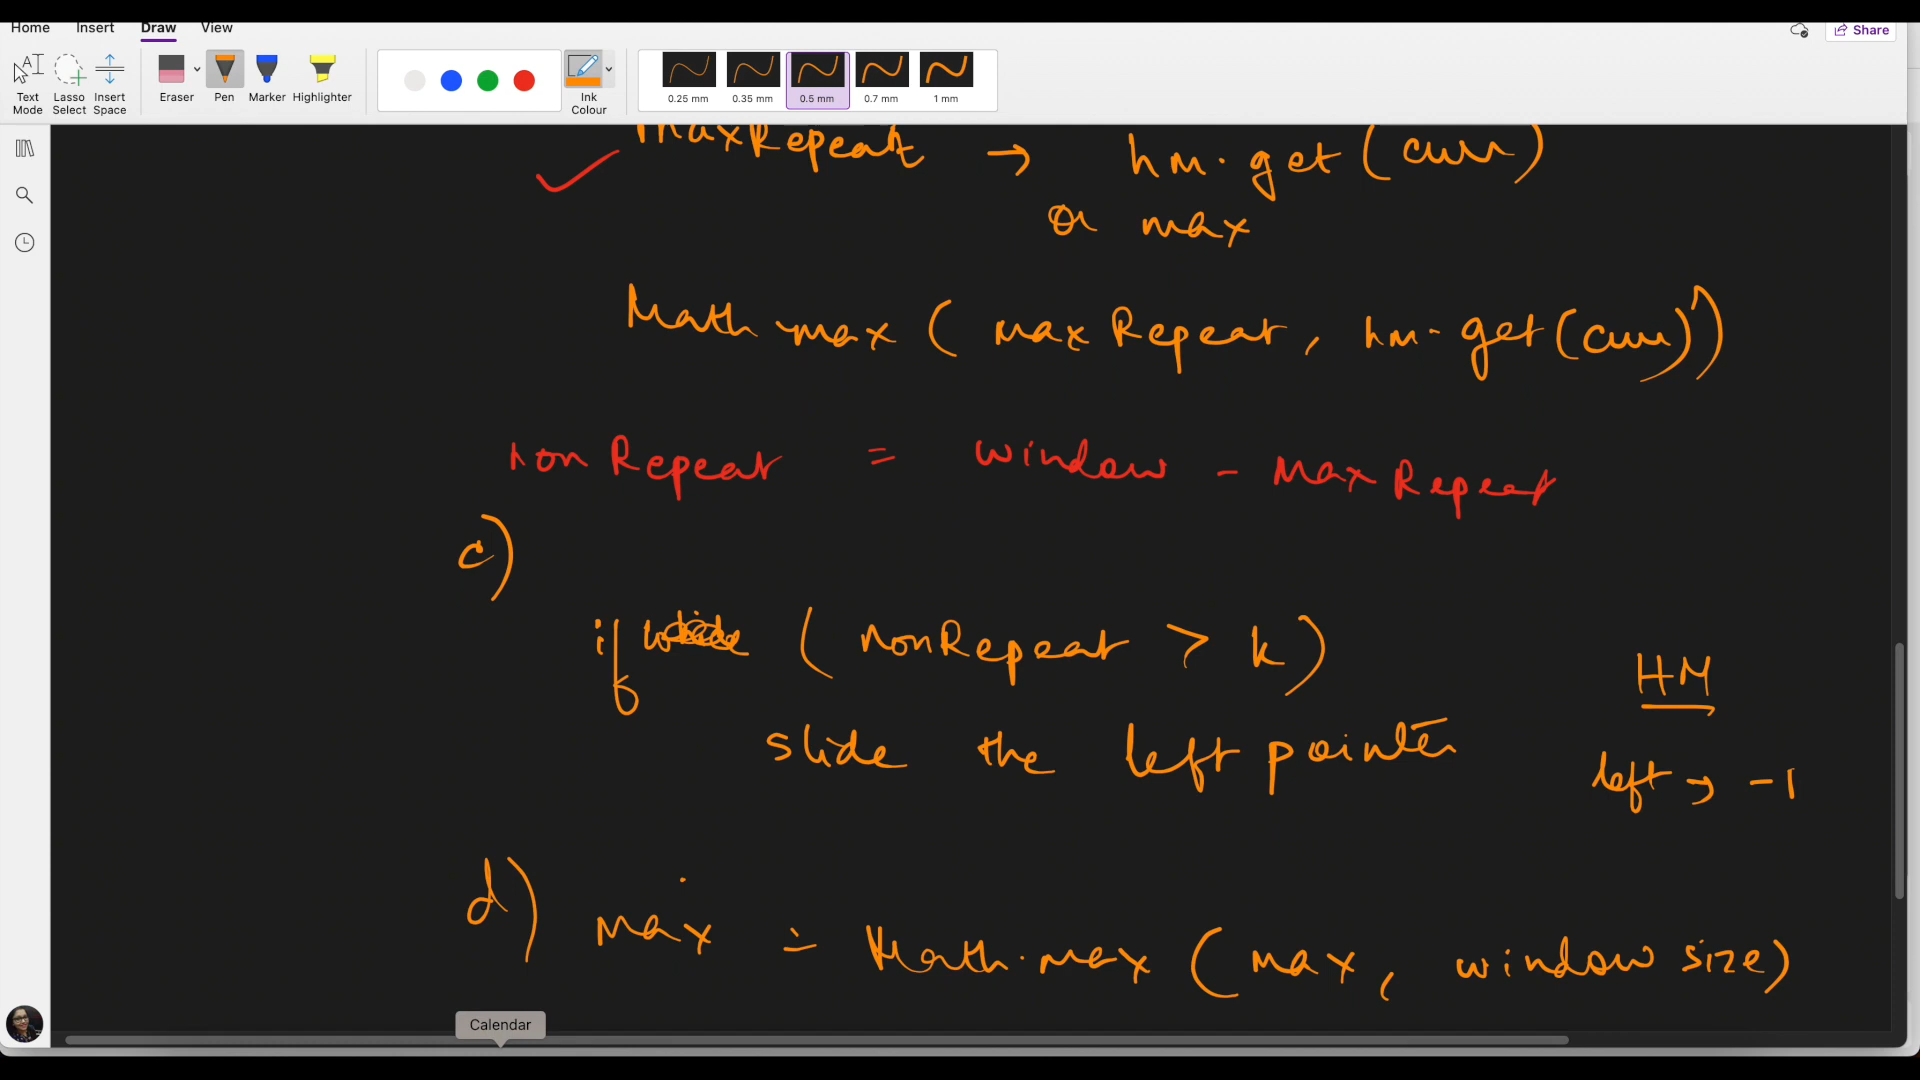 Home Insert Draw View
Share
Text Mode
Lasso Select
Insert Space
Eraser
Pen
Marker
Highlighter
Ink Colour
0.25 mm
0.35 mm
0.5 mm
0.7 mm
1 mm
maxRepeat → hm.get(curr)
or max
Math.max ( maxRepeat, hm.get(curr))
non Repeat = window - MaxRepeat
c)
if ( nonRepeat > k)
HM
slide the left pointer
left → -1
d) max = Math.max ( max, window size)
Calendar